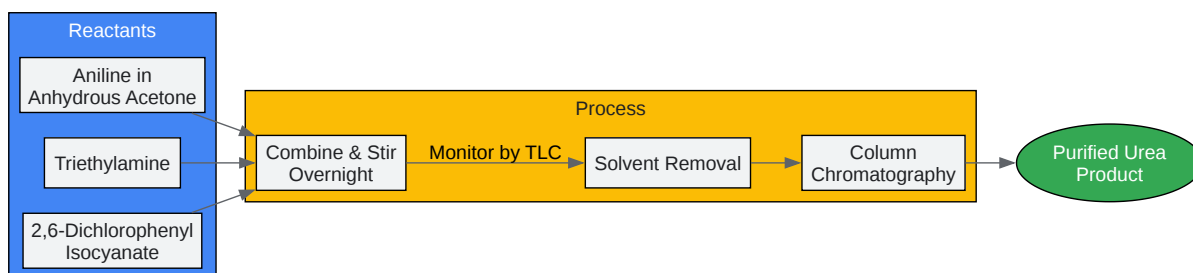 Reactants
Aniline in
Anhydrous Acetone
Triethylamine
2,6-Dichlorophenyl
Isocyanate
Process
Combine & Stir
Overnight
Monitor by TLC
Solvent Removal
Column
Chromatography
Purified Urea
Product